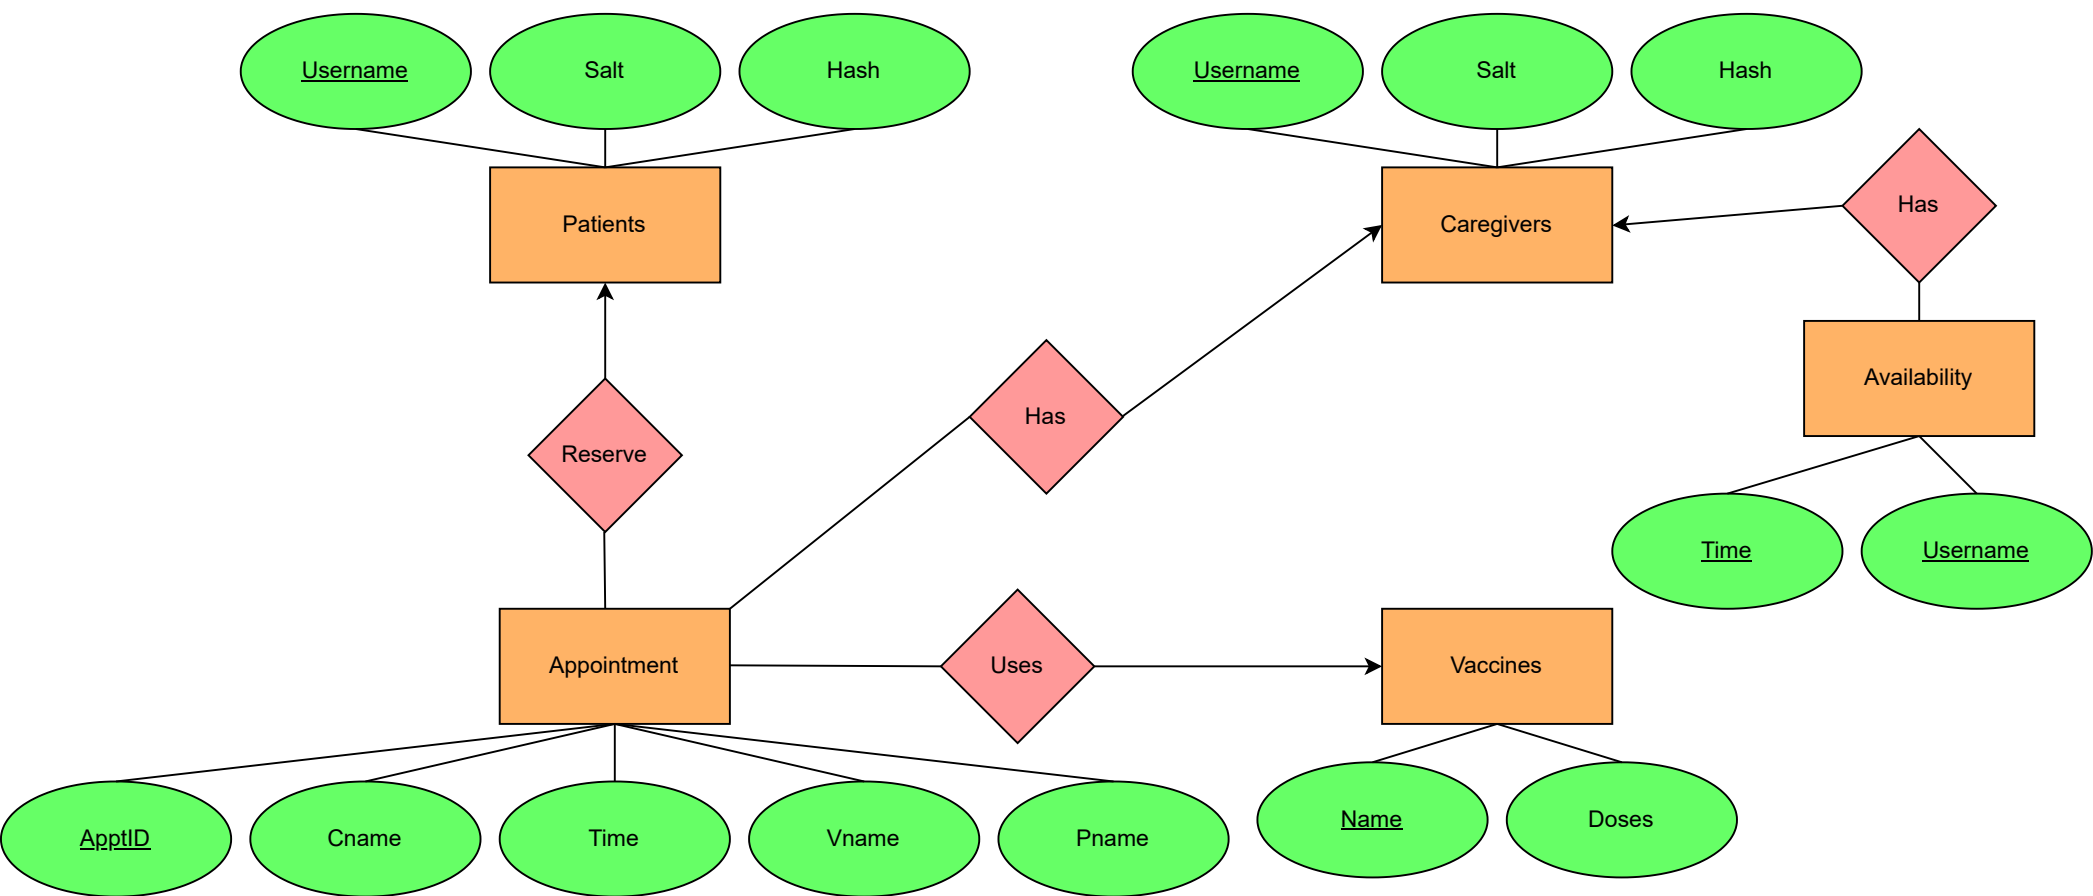 Username
Salt
Hash
Username
Salt
Hash
Patients
Caregivers
Has
Availability
Has
Reserve
Time
Username
Appointment
Uses
Vaccines
ApptID
Cname
Time
Vname
Pname
Name
Doses